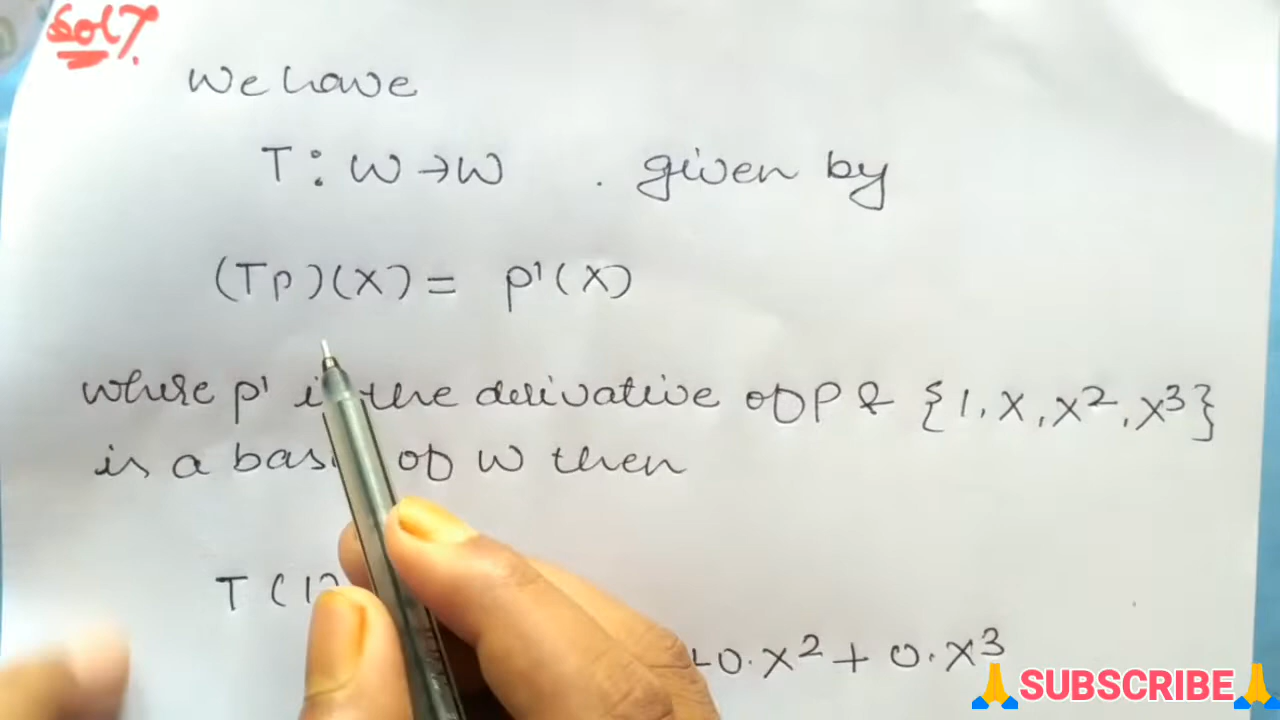 Sol7.
We have
T : W → W . given by
(Tp)(x) = p'(x)
where p' i the derivative of P & {1, x, x², x³}
is a bas of W then
T (1)
+0.x² + 0.x³
🙏SUBSCRIBE🙏